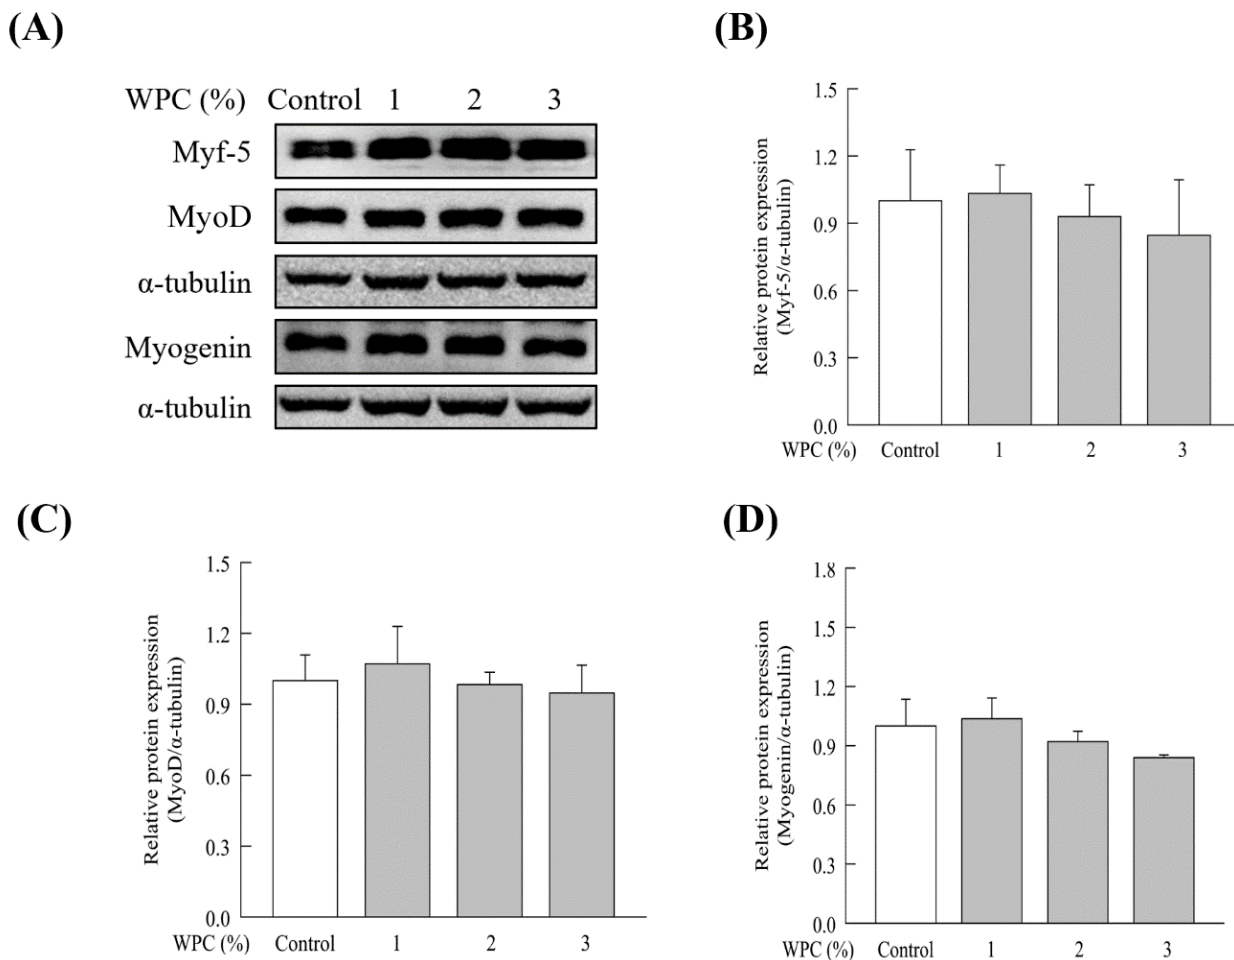 (A)
WPC (%) Control 1 2 3
Myf-5
MyoD
α-tubulin
Myogenin
α-tubulin
(B)
Relative protein expression
(Myf-5/α-tubulin)
1.5
1.2
0.9
0.6
0.3
0.0
WPC (%) Control 1 2 3
(C)
Relative protein expression
(MyoD/α-tubulin)
1.5
1.2
0.9
0.6
0.3
0.0
WPC (%) Control 1 2 3
(D)
Relative protein expression
(Myogenin/α-tubulin)
1.8
1.5
1.2
0.9
0.6
0.3
0.0
WPC (%) Control 1 2 3